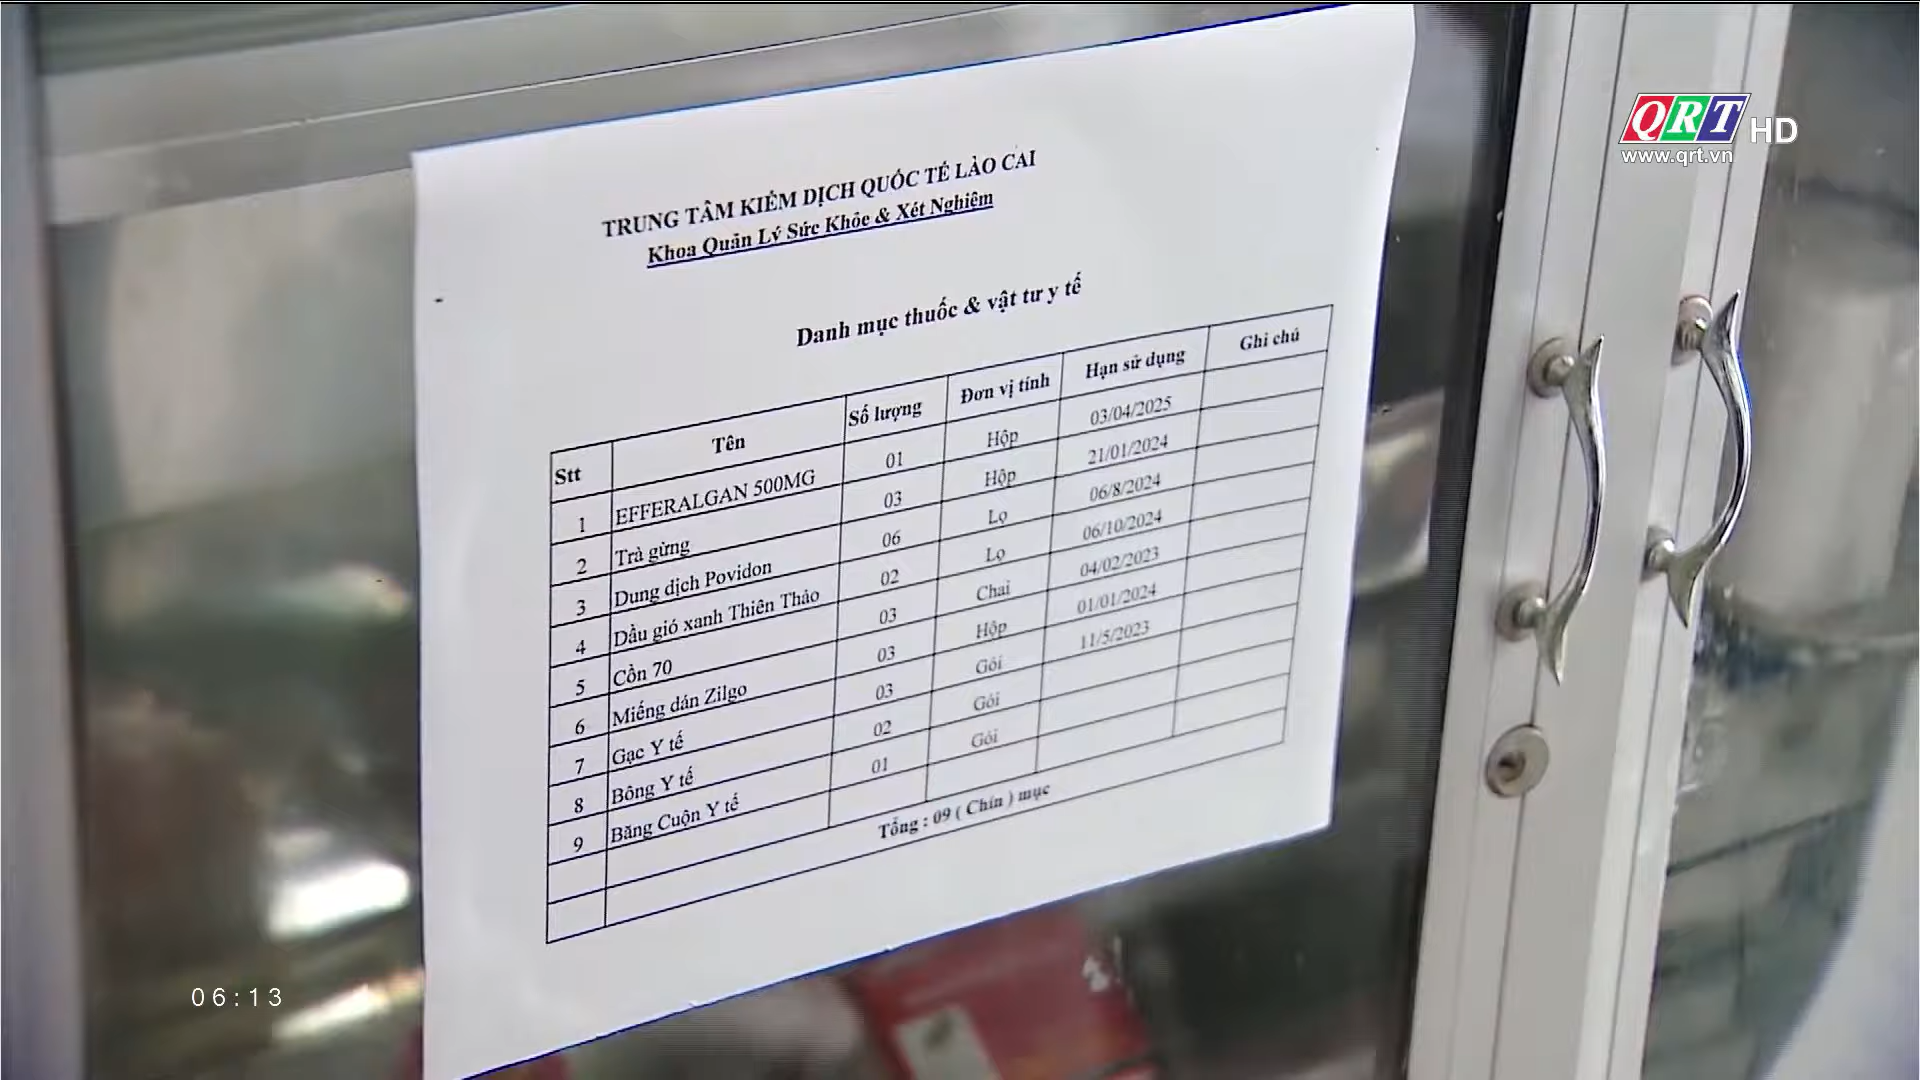 QRT HD
www.qrt.vn
TRUNG TÂM KIỂM DỊCH QUỐC TẾ LÀO CAI
Khoa Quản Lý Sức Khỏe & Xét Nghiệm
Danh mục thuốc & vật tư y tế
Stt Tên Số lượng Đơn vị tính Hạn sử dụng Ghi chú
1 EFFERALGAN 500MG 01 Hộp 03/04/2025
2 Trà gừng 03 Hộp 21/01/2024
3 Dung dịch Povidon 06 Lọ 06/8/2024
4 Dầu gió xanh Thiên Thảo 02 Lọ 06/10/2024
5 Cồn 70 03 Chai 04/02/2023
6 Miếng dán Zilgo 03 Hộp 01/01/2024
7 Gạc Y tế 03 Gói 11/5/2023
8 Bông Y tế 02 Gói
9 Băng Cuộn Y tế 01 Gói
Tổng : 09 ( Chín ) mục
06:13